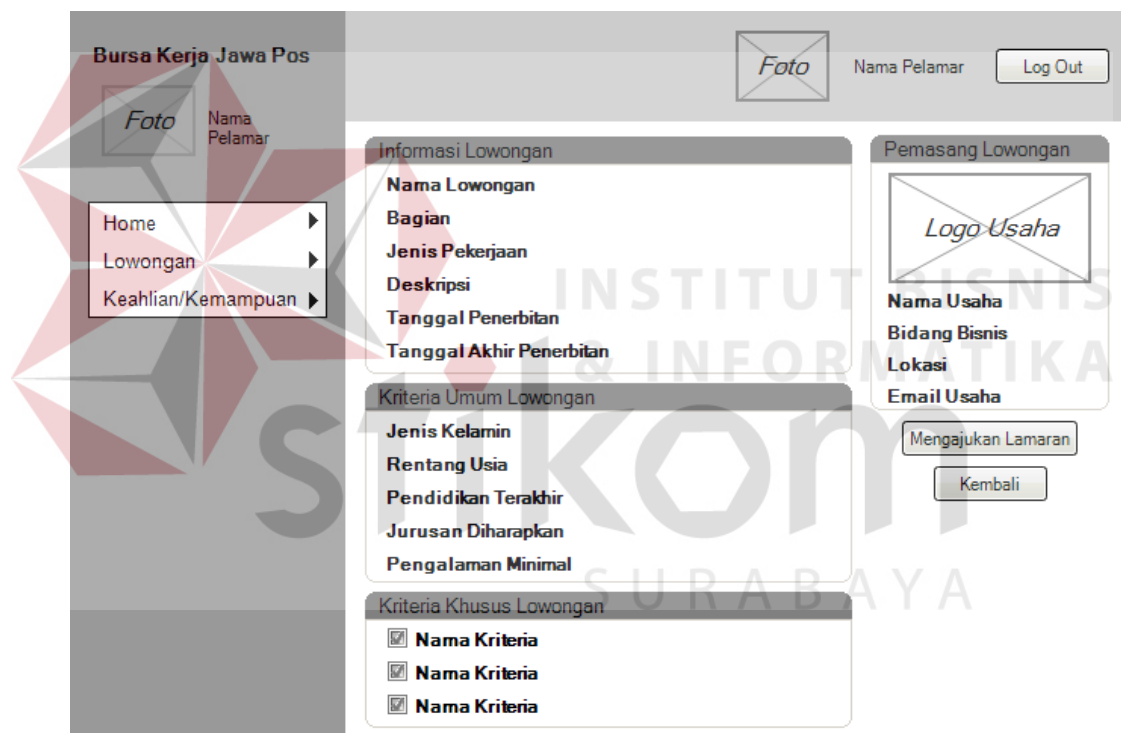 Bursa Kerja Jawa Pos
Foto
Nama
Pelamar
Home
Lowongan
Keahlian/Kemampuan
Foto
Nama Pelamar
Log Out
Informasi Lowongan
Nama Lowongan
Bagian
Jenis Pekerjaan
Deskripsi
Tanggal Penerbitan
Tanggal Akhir Penerbitan
Kriteria Umum Lowongan
Jenis Kelamin
Rentang Usia
Pendidikan Terakhir
Jurusan Diharapkan
Pengalaman Minimal
Kriteria Khusus Lowongan
Nama Kriteria
Nama Kriteria
Nama Kriteria
Pemasang Lowongan
Logo Usaha
Nama Usaha
Bidang Bisnis
Lokasi
Email Usaha
Mengajukan Lamaran
Kembali
INSTITUT BISNIS
& INFORMATIKA
stikom
SURABAYA